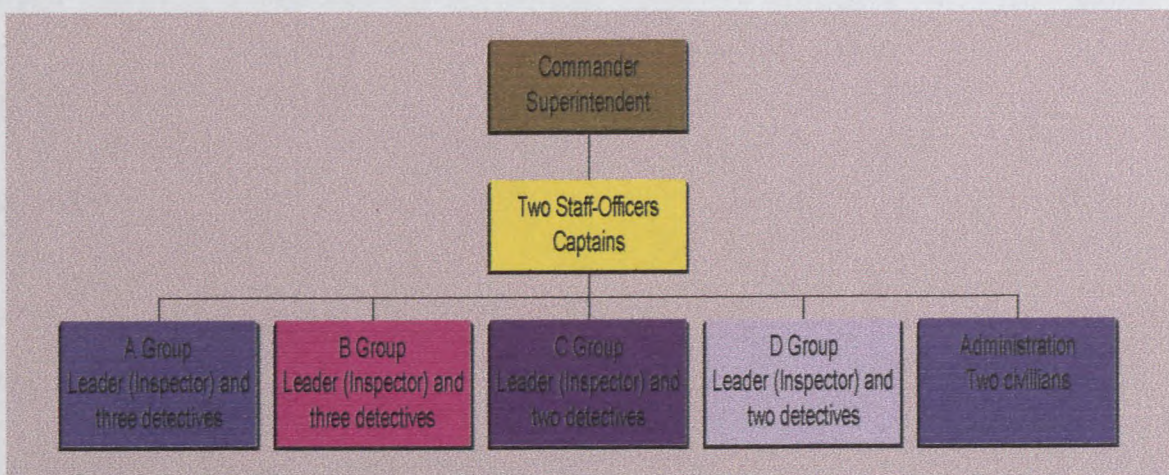 Commander
Superintendent
Two Staff-Officers
Captains
A Group
Leader (Inspector) and
three detectives
B Group
Leader (Inspector) and
three detectives
C Group
Leader (Inspector) and
two detectives
D Group
Leader (Inspector) and
two detectives
Administration
Two civillians